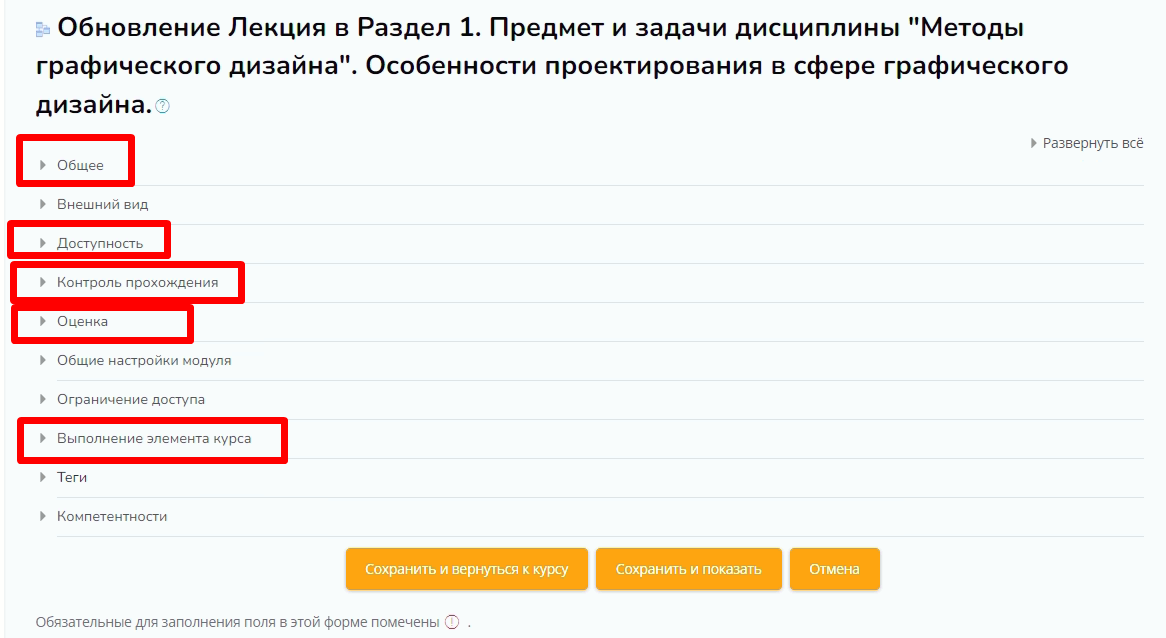 Обновление Лекция в Раздел 1. Предмет и задачи дисциплины "Методы
графического дизайна". Особенности проектирования в сфере графического
дизайна.
Развернуть всё
Общее
Внешний вид
Доступность
Контроль прохождения
Оценка
Общие настройки модуля
Ограничение доступа
Выполнение элемента курса
Теги
Компетентности
Сохранить и вернуться к курсу Сохранить и показать Отмена
Обязательные для заполнения поля в этой форме помечены .